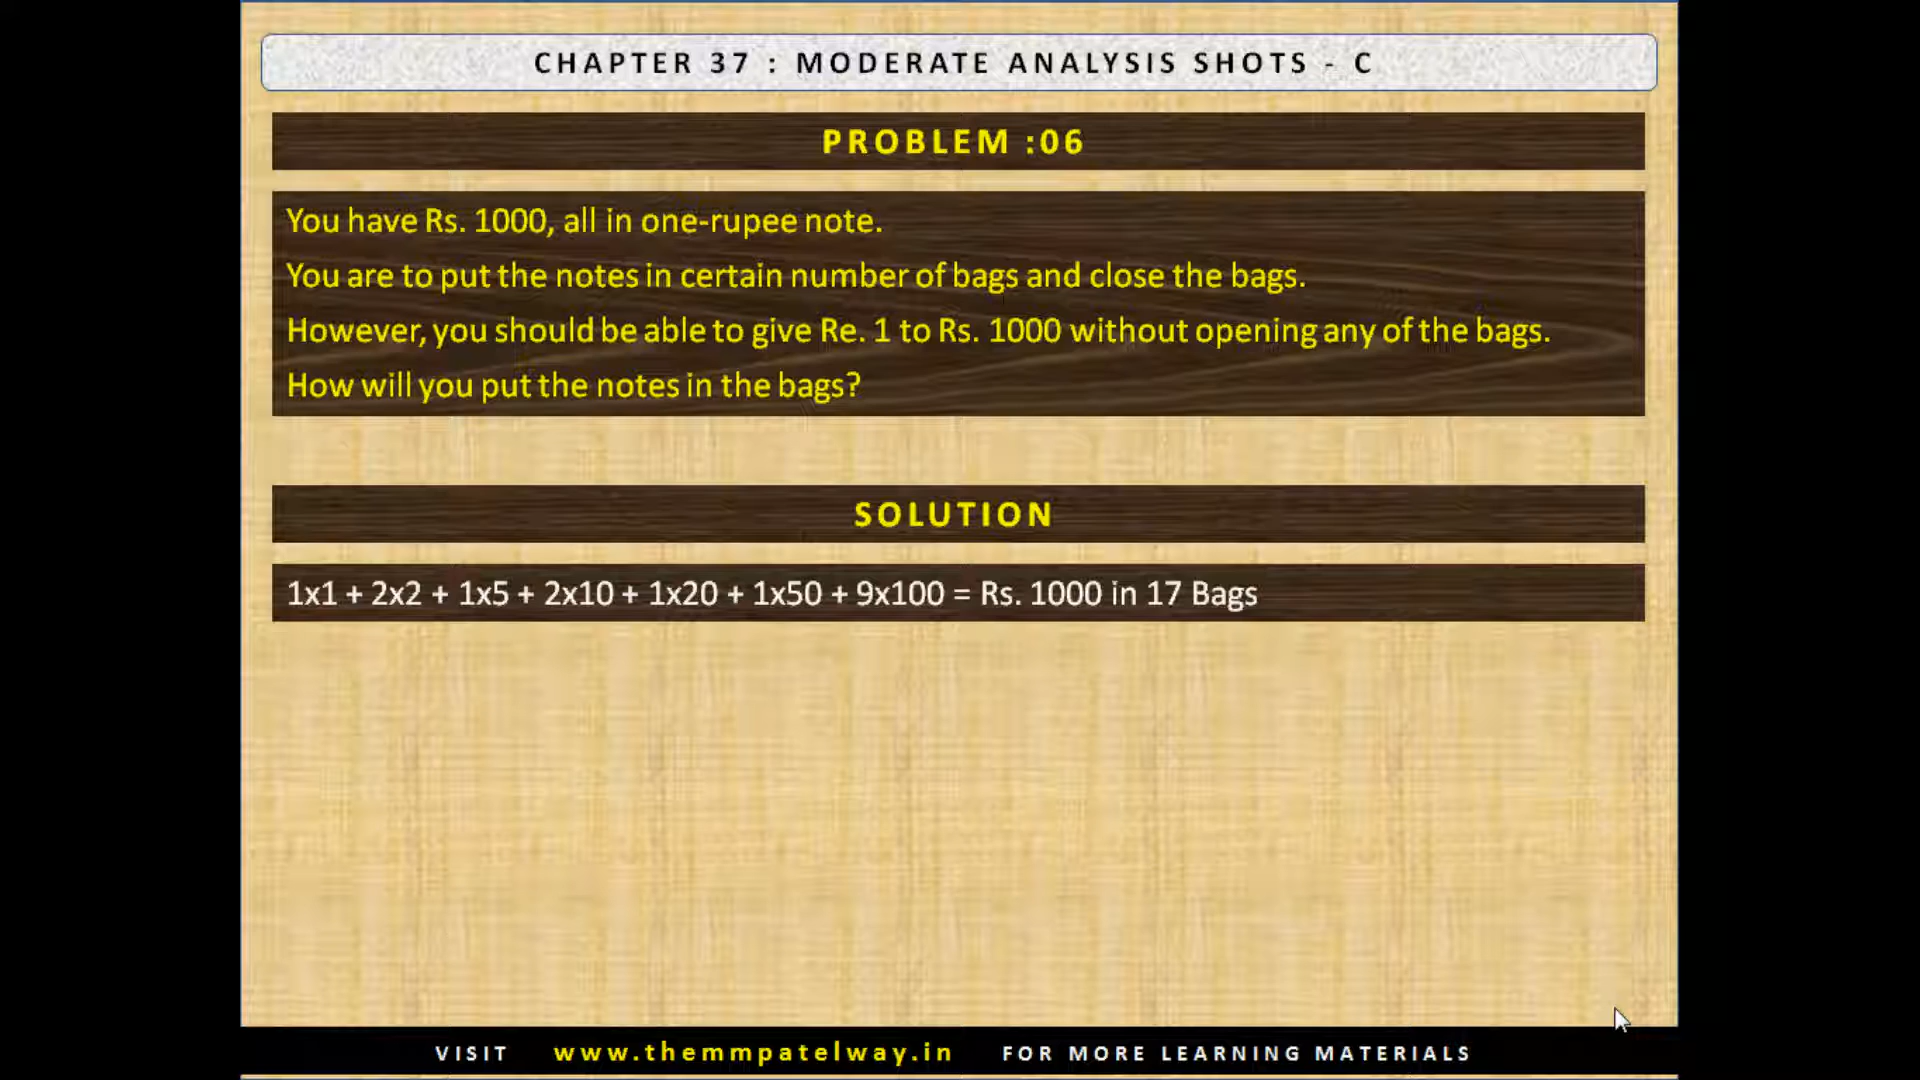 CHAPTER 37 : MODERATE ANALYSIS SHOTS - C
PROBLEM :06
You have Rs. 1000, all in one-rupee note.
You are to put the notes in certain number of bags and close the bags.
However, you should be able to give Re. 1 to Rs. 1000 without opening any of the bags.
How will you put the notes in the bags?
SOLUTION
1x1 + 2x2 + 1x5 + 2x10 + 1x20 + 1x50 + 9x100 = Rs. 1000 in 17 Bags
VISIT www.themmpatelway.in FOR MORE LEARNING MATERIALS